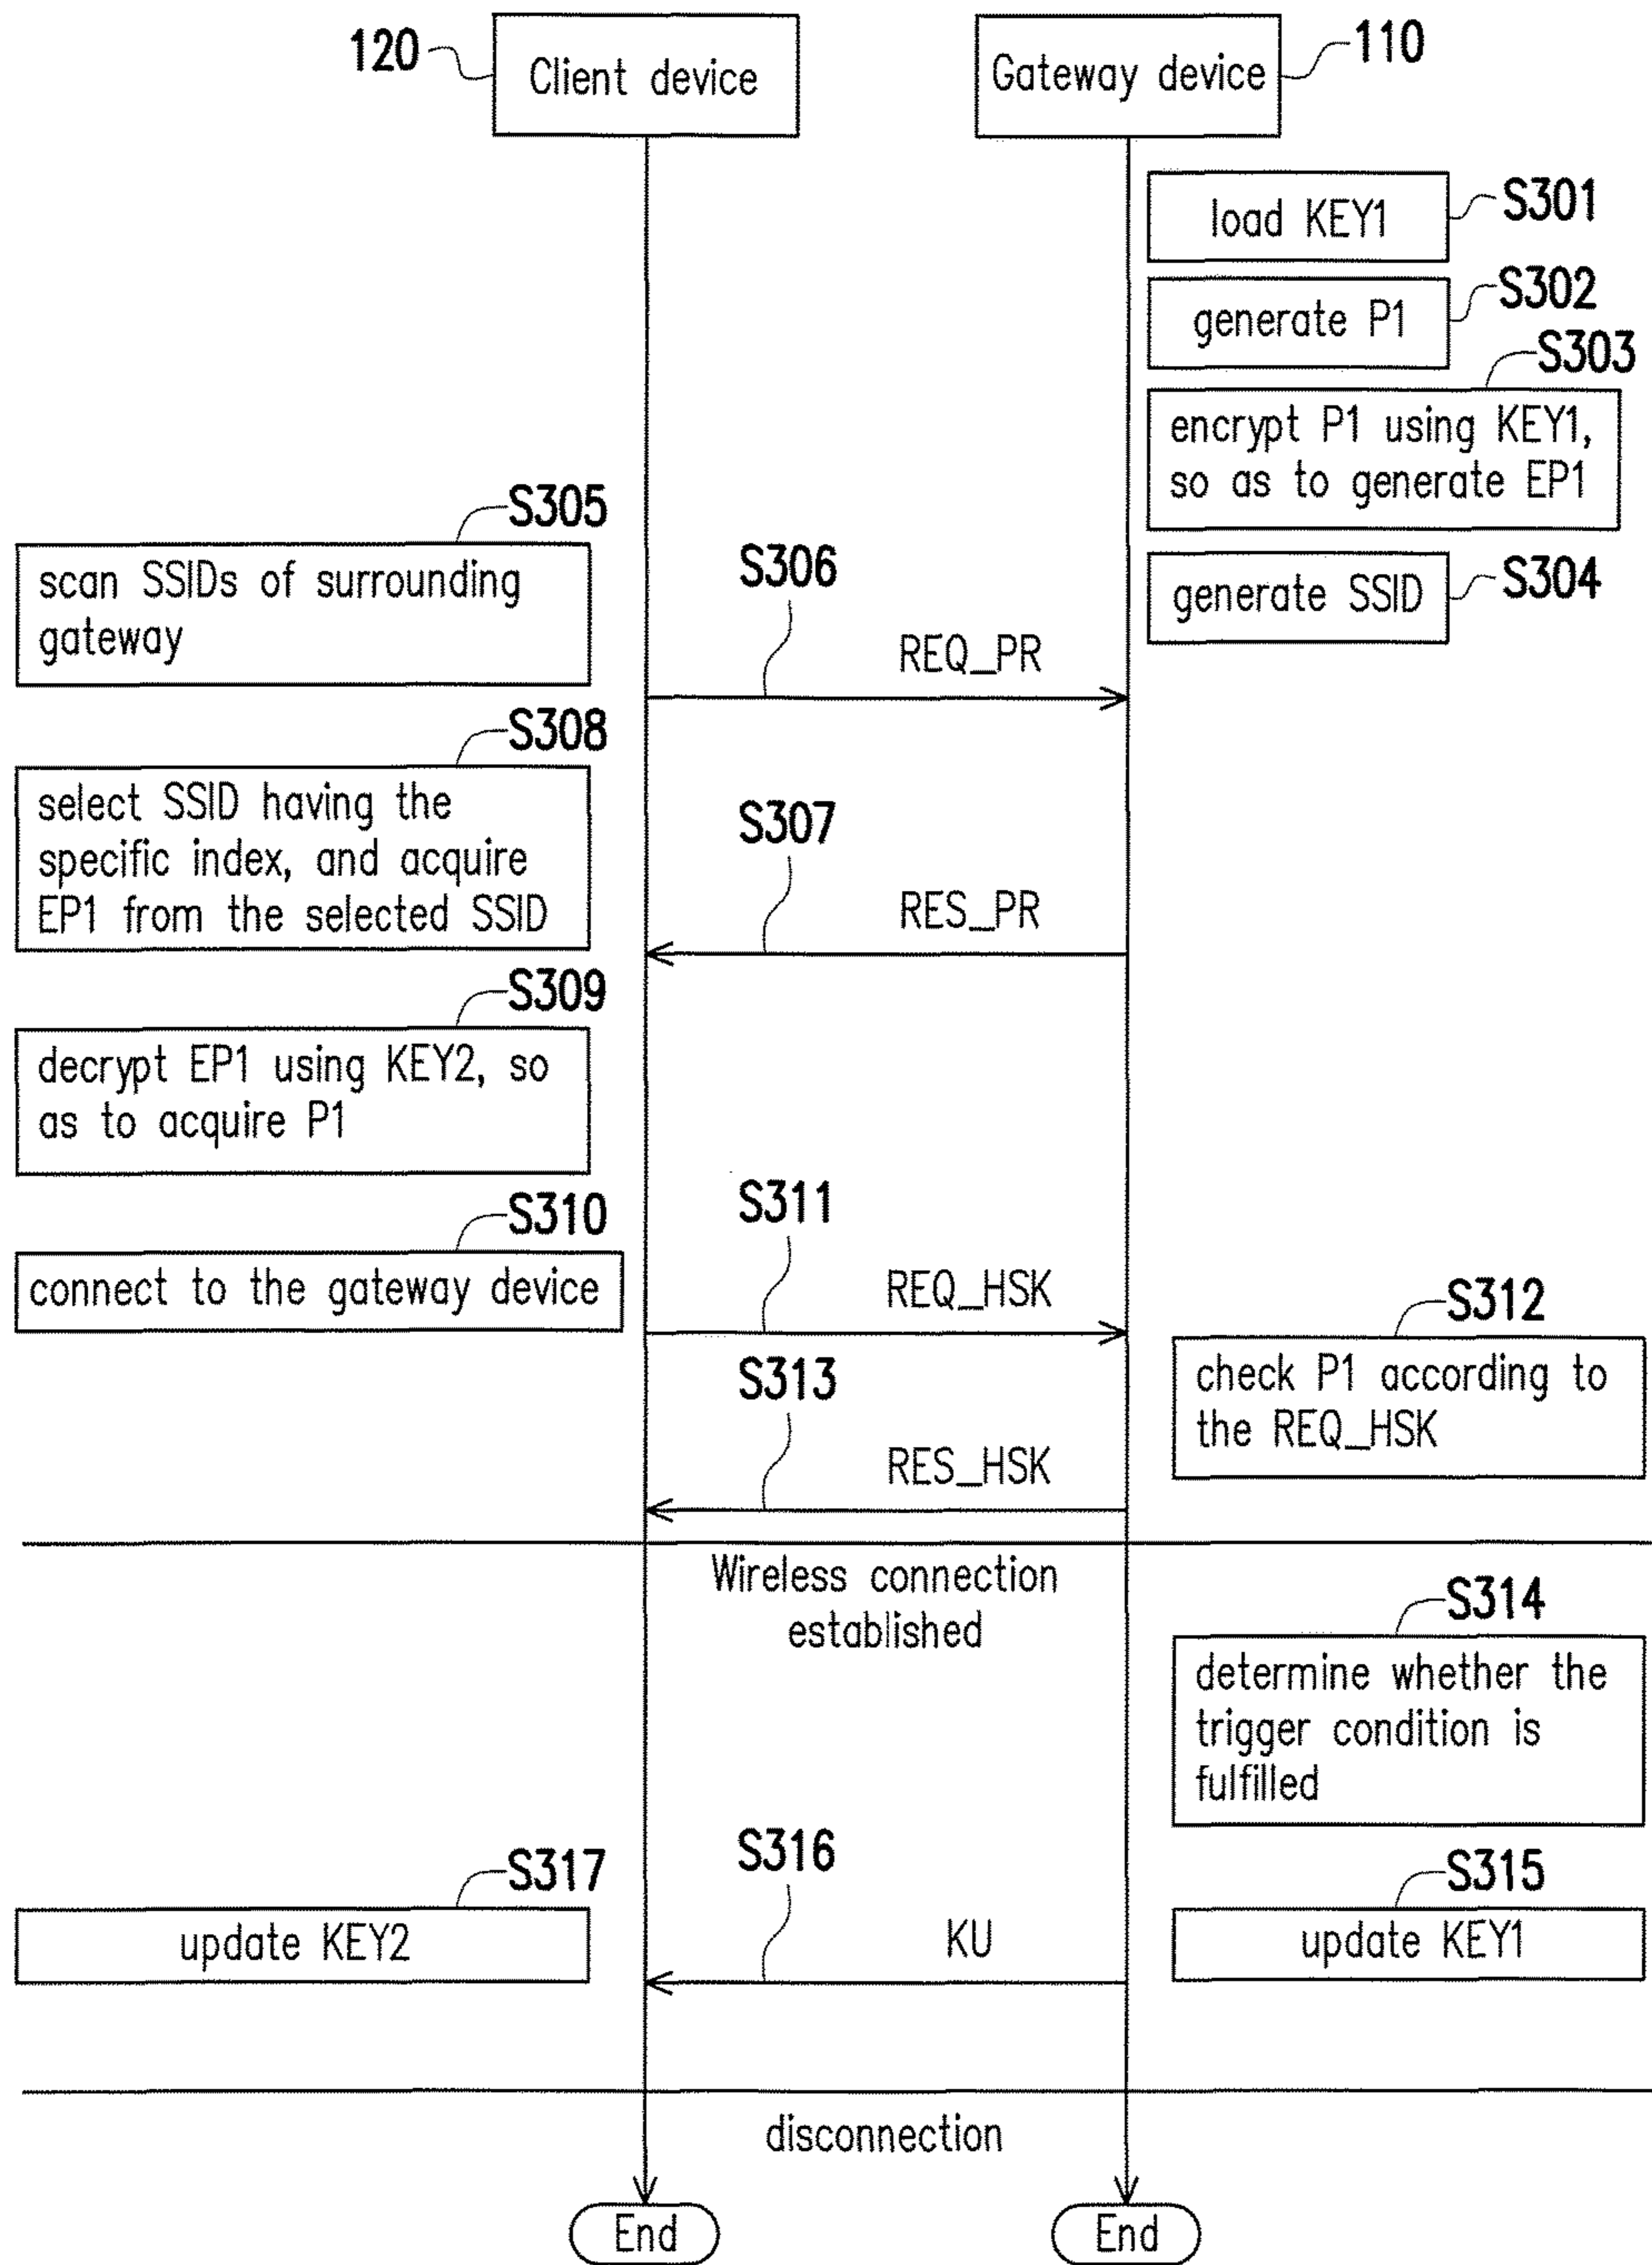 120
Client device
Gateway device
110
load KEY1
S301
generate P1
S302
S303
encrypt P1 using KEY1,
so as to generate EP1
S305
scan SSIDs of surrounding
gateway
S306
REQ_PR
generate SSID
S304
S308
select SSID having the
specific index, and acquire
EP1 from the selected SSID
S307
RES_PR
S309
decrypt EP1 using KEY2, so
as to acquire P1
S310
connect to the gateway device
S311
REQ_HSK
S312
check P1 according to
the REQ_HSK
S313
RES_HSK
Wireless connection
established
S314
determine whether the
trigger condition is
fulfilled
S317
update KEY2
S316
KU
S315
update KEY1
disconnection
End
End